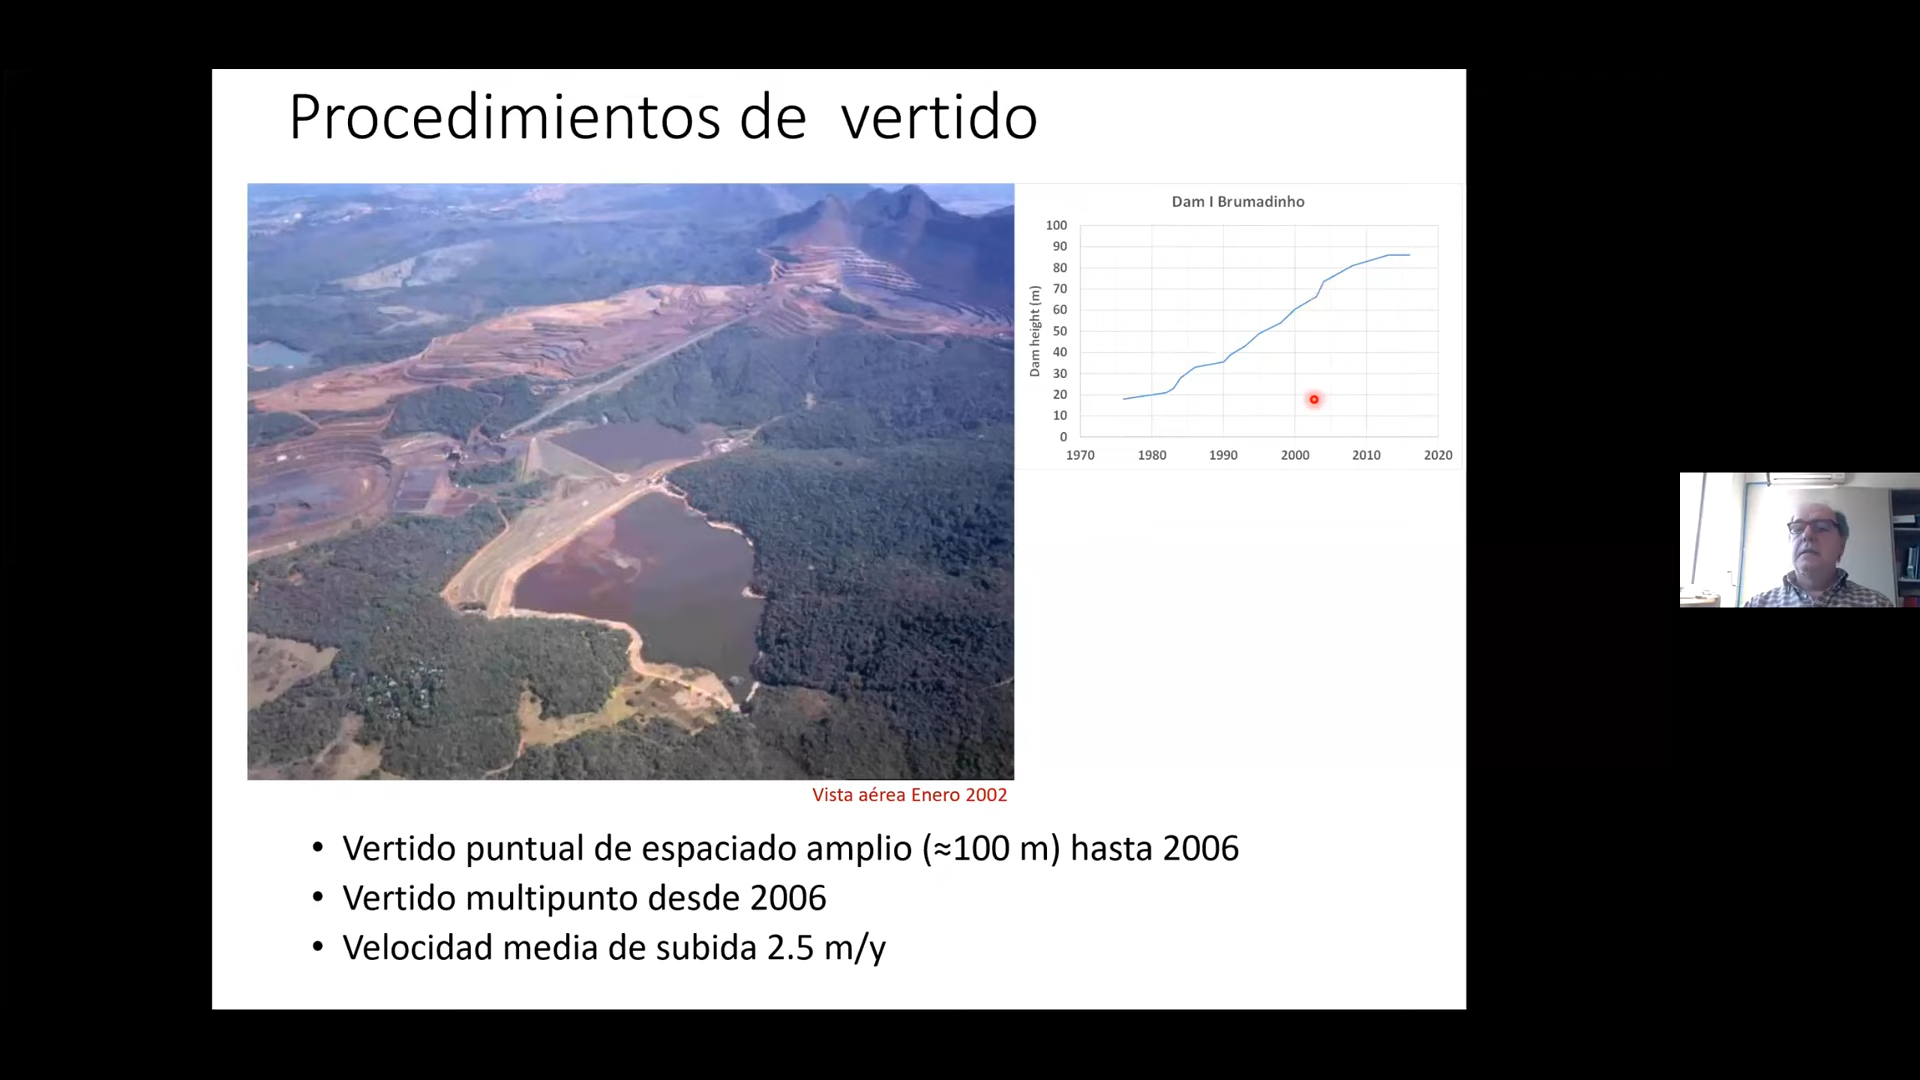 Procedimientos de  vertido
Dam I Brumadinho
Dam height (m)
100
90
80
70
60
50
40
30
20
10
0
1970 1980 1990 2000 2010 2020
Vista aérea Enero 2002
• Vertido puntual de espaciado amplio (≈100 m) hasta 2006
• Vertido multipunto desde 2006
• Velocidad media de subida 2.5 m/y